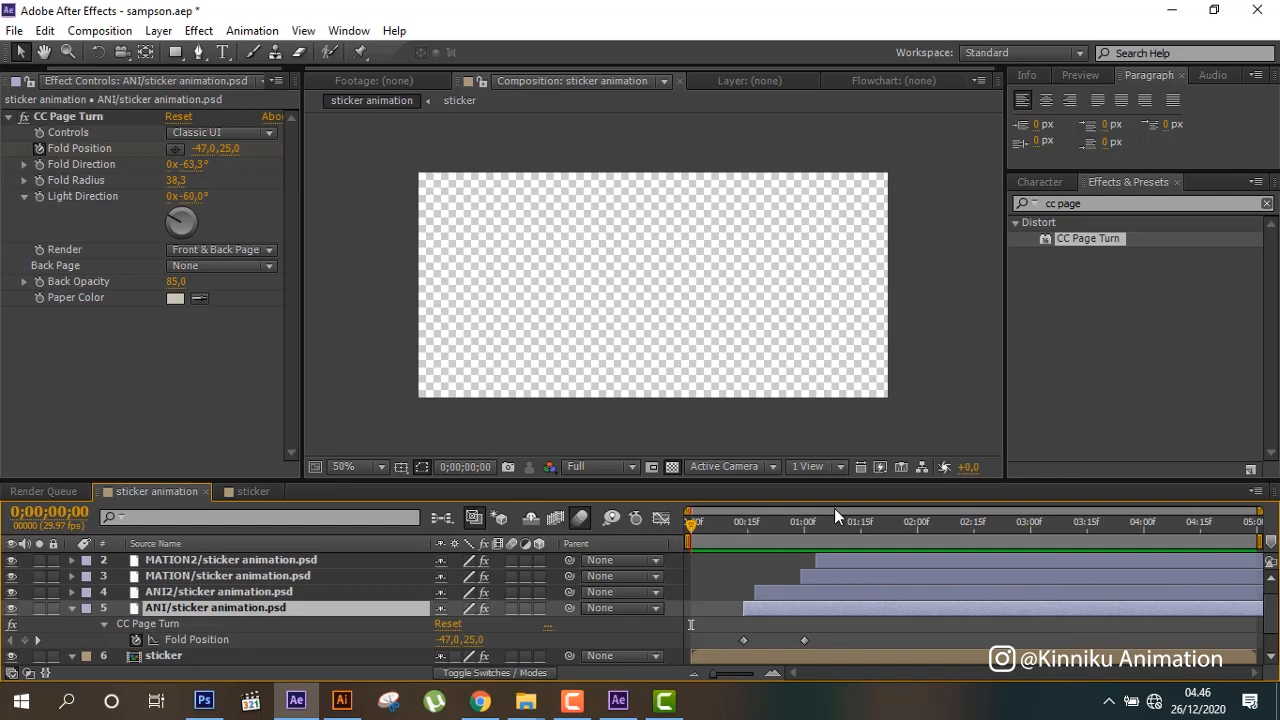 Adobe After Effects - sampson.aep *
File Edit Composition Layer Effect Animation View Window Help
Workspace: Standard Search Help
Effect Controls: ANI/sticker animation.psd
Footage: (none)
Composition: sticker animation
Layer: (none)
Flowchart: (none)
Info Preview Paragraph Audio
sticker animation • ANI/sticker animation.psd
sticker animation sticker
0 px 0 px 0 px
0 px 0 px
fx CC Page Turn Reset Abo
Controls Classic UI
Fold Position -47,0,25,0
Fold Direction 0x-63,3°
Fold Radius 38,3
Light Direction 0x-60,0°
Render Front & Back Page
Back Page None
Back Opacity 85,0
Paper Color
Character Effects & Presets
cc page
Distort
CC Page Turn
50% 0;00;00;00 Full Active Camera 1 View +0,0
Render Queue sticker animation sticker
0;00;00;00
00000 (29.97 fps)
00f 00:15f 01:00f 01:15f 02:00f 02:15f 03:00f 03:15f 04:00f 04:15f 05:0
# Source Name Parent
2 MATION2/sticker animation.psd None
3 MATION/sticker animation.psd None
4 ANI2/sticker animation.psd None
5 ANI/sticker animation.psd None
fx CC Page Turn Reset ...
Fold Position -47,0,25,0
6 sticker None
Toggle Switches / Modes
@Kinniku Animation
Ps 321 Ae Ai Ae
04.46
26/12/2020